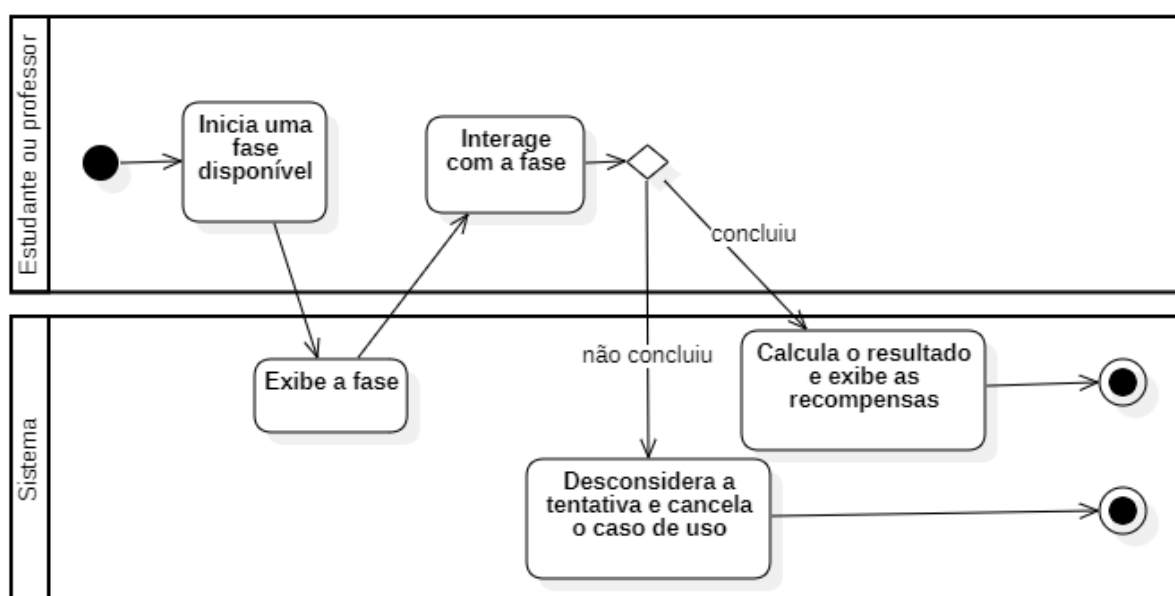 Estudante ou professor
Inicia uma
fase
disponível
Interage
com a fase
concluiu
Sistema
Exibe a fase
não concluiu
Calcula o resultado
e exibe as
recompensas
Desconsidera a
tentativa e cancela
o caso de uso